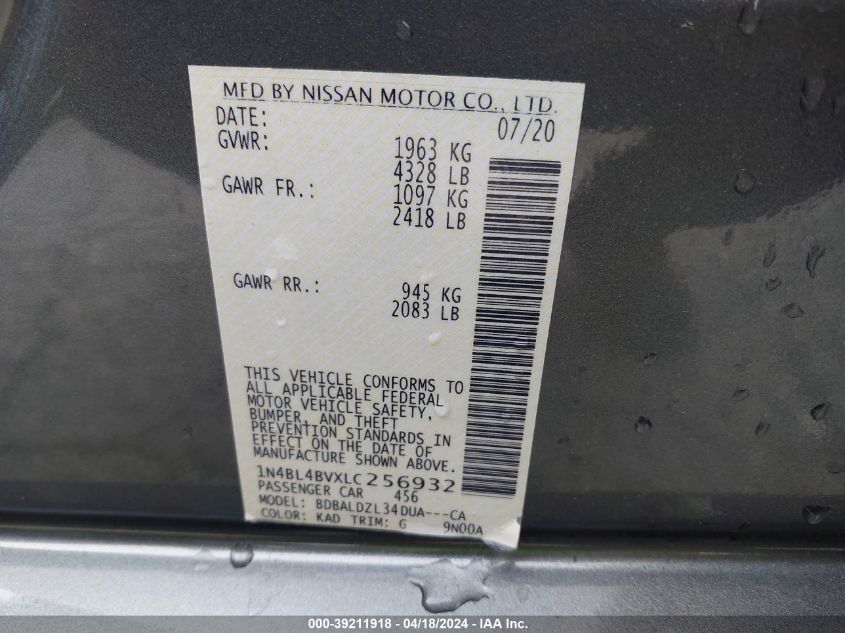 MFD BY NISSAN MOTOR CO., LTD.
DATE: 07/20
GVWR: 1963 KG
4328 LB
GAWR FR.: 1097 KG
2418 LB
GAWR RR.: 945 KG
2083 LB
THIS VEHICLE CONFORMS TO
ALL APPLICABLE FEDERAL
MOTOR VEHICLE SAFETY,
BUMPER, AND THEFT
PREVENTION STANDARDS IN
EFFECT ON THE DATE OF
MANUFACTURE SHOWN ABOVE.
1N4BL4BVXLC256932
PASSENGER CAR 456
MODEL: BDBALDZL34DUA---CA
COLOR: KAD TRIM: G 9N00A
000-39211918 - 04/18/2024 - IAA Inc.